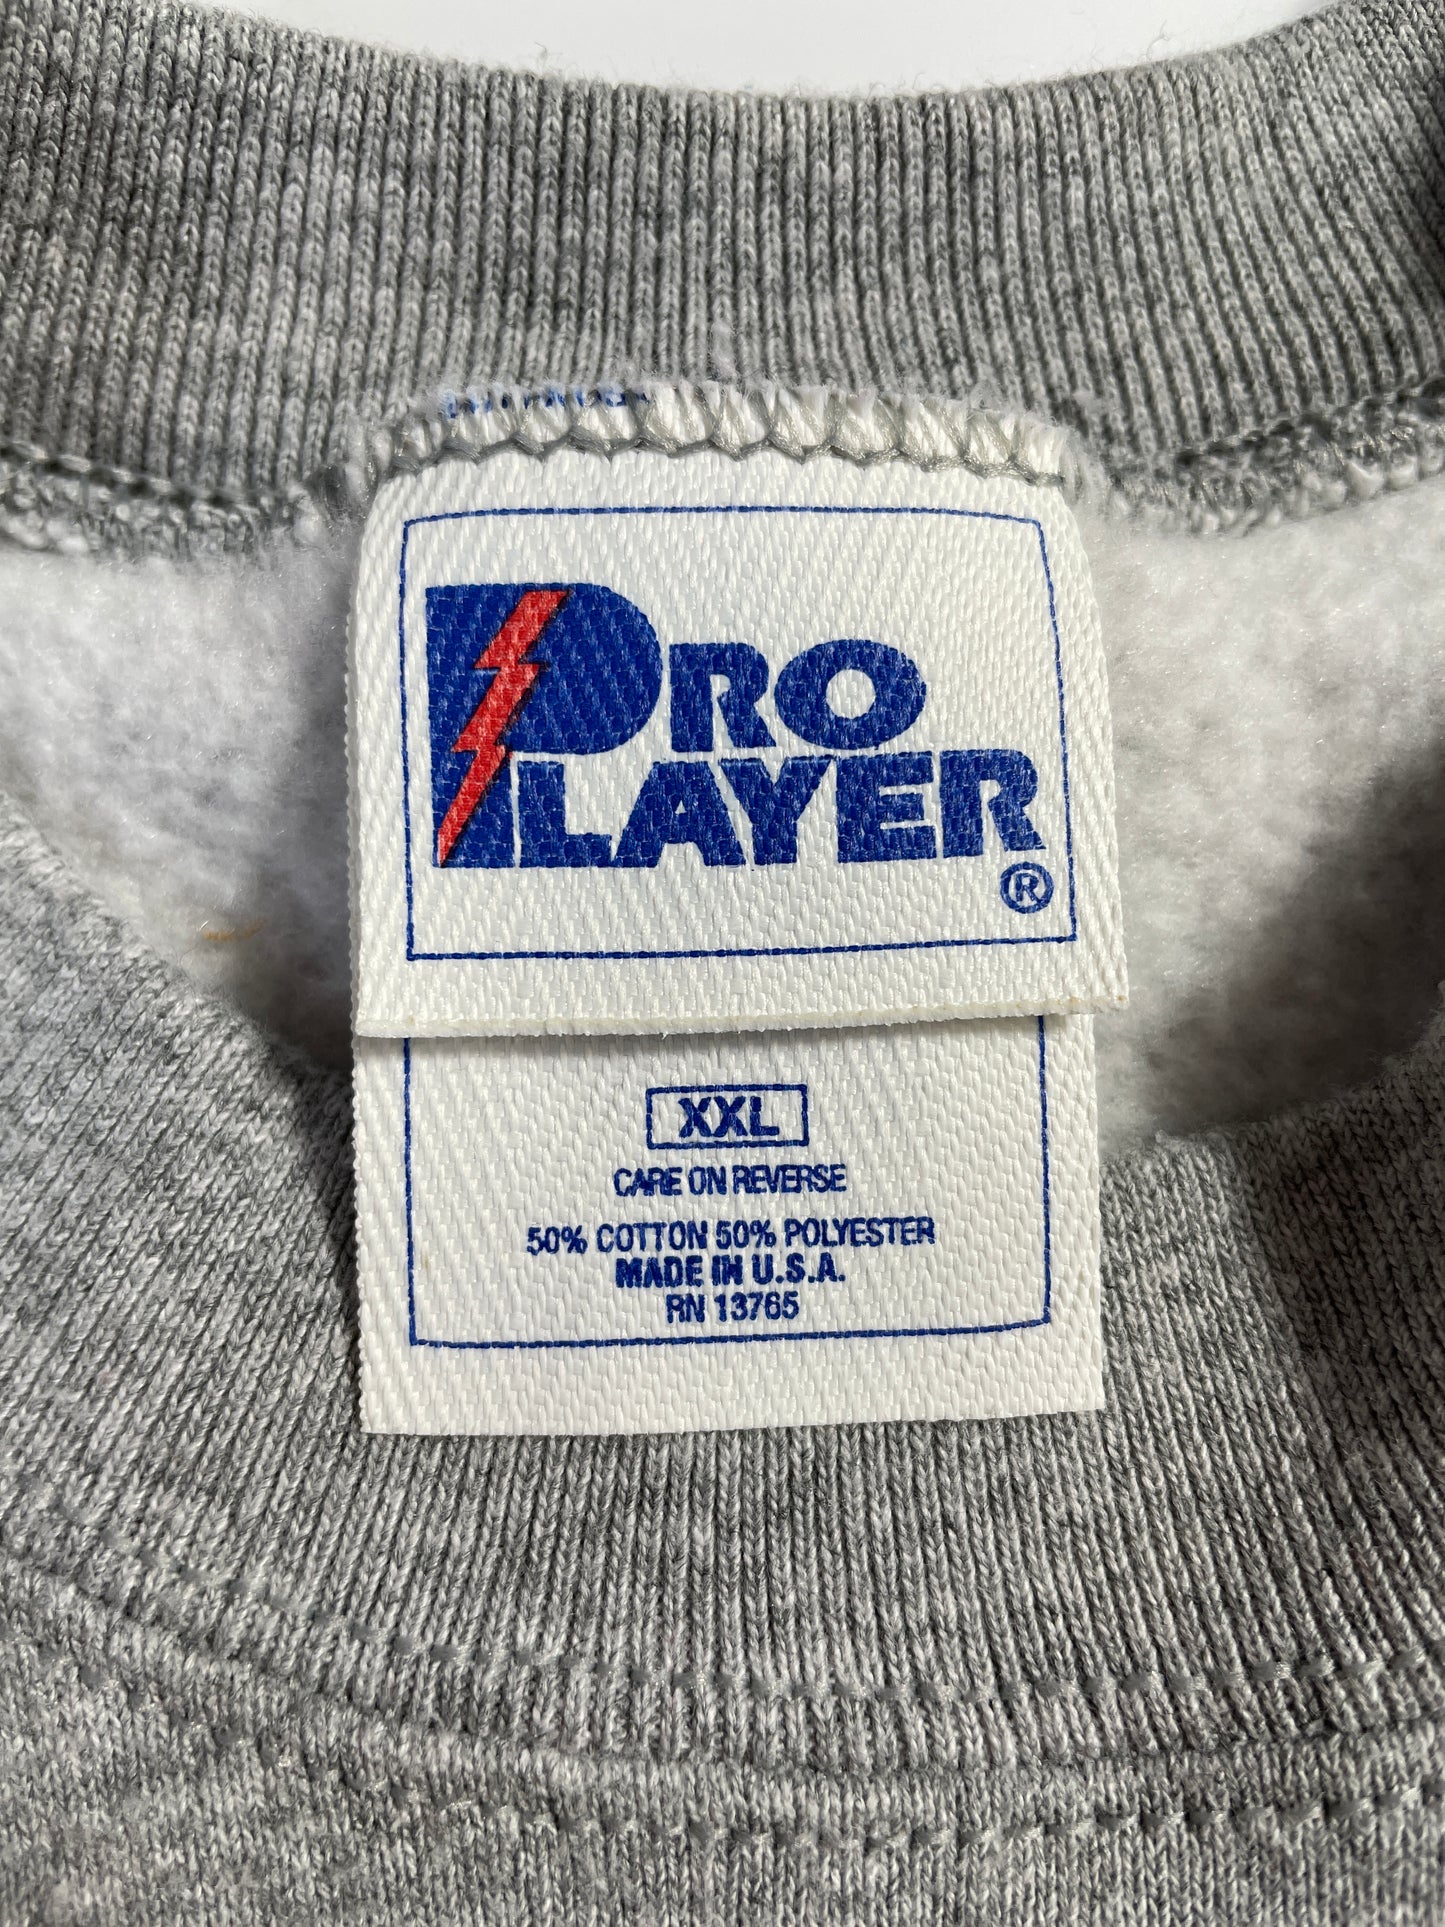 PRO
PLAYER
®
XXL
CARE ON REVERSE
50% COTTON 50% POLYESTER
MADE IN U.S.A.
RN 13765